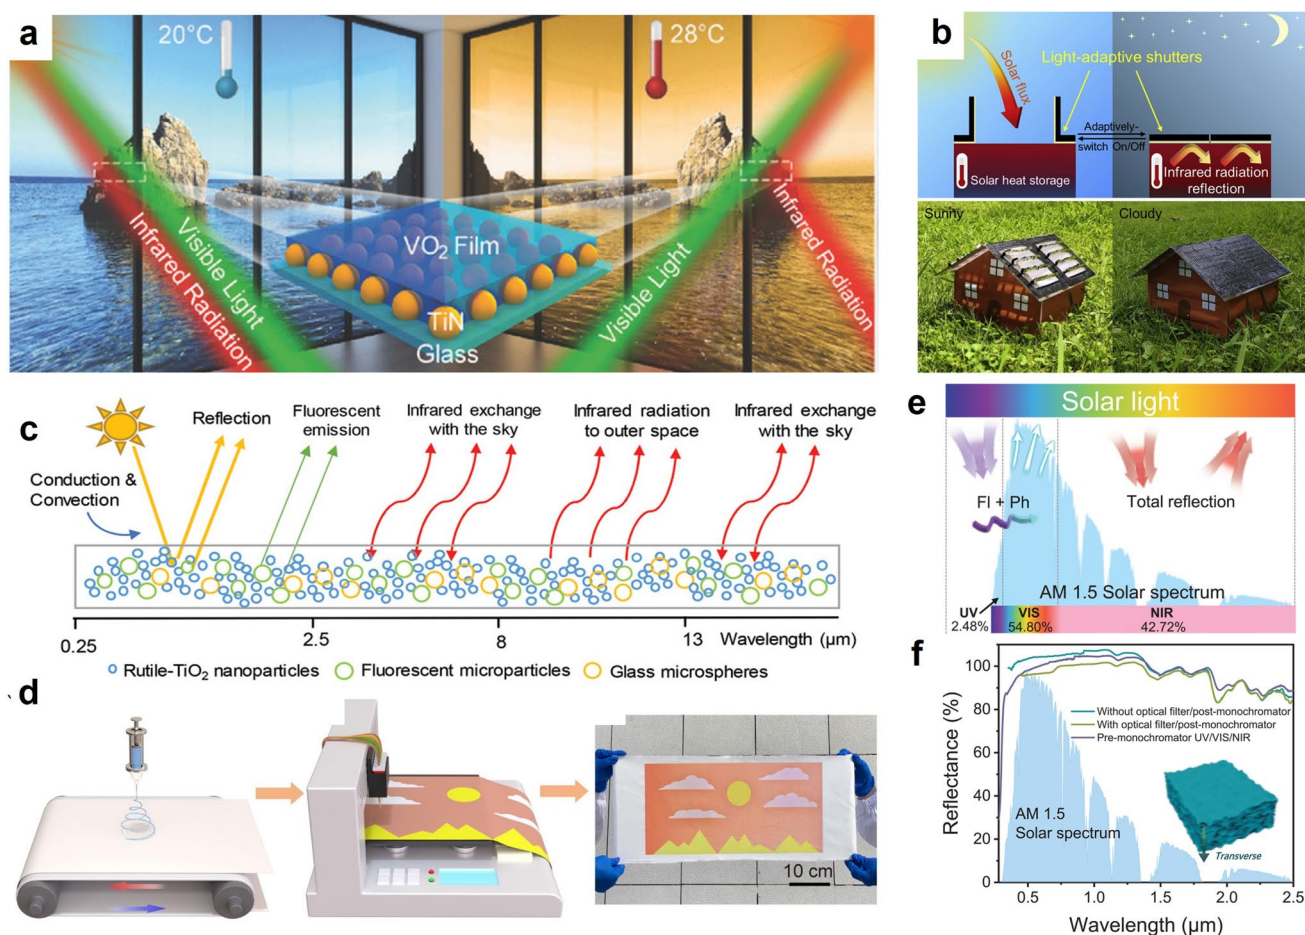 a
20°C
28°C
Infrared Radiation
Visible Light
VO2 Film
TiN
Glass
Visible Light
Infrared Radiation
b
Solar flux
Light-adaptive shutters
Adaptively-
switch On/Off
Solar heat storage
Infrared radiation
reflection
Sunny
Cloudy
c
Reflection
Fluorescent
emission
Infrared exchange
with the sky
Infrared radiation
to outer space
Infrared exchange
with the sky
Conduction &
Convection
0.25
2.5
8
13
Wavelength (μm)
Rutile-TiO2 nanoparticles
Fluorescent microparticles
Glass microspheres
d
10 cm
e
Solar light
Fl + Ph
Total reflection
AM 1.5 Solar spectrum
UV
2.48%
VIS
54.80%
NIR
42.72%
f
Reflectance (%)
100
80
60
40
20
0
Without optical filter/post-monochromator
With optical filter/post-monochromator
Pre-monochromator UV/VIS/NIR
AM 1.5
Solar spectrum
Transverse
0.5
1.0
1.5
2.0
2.5
Wavelength (μm)